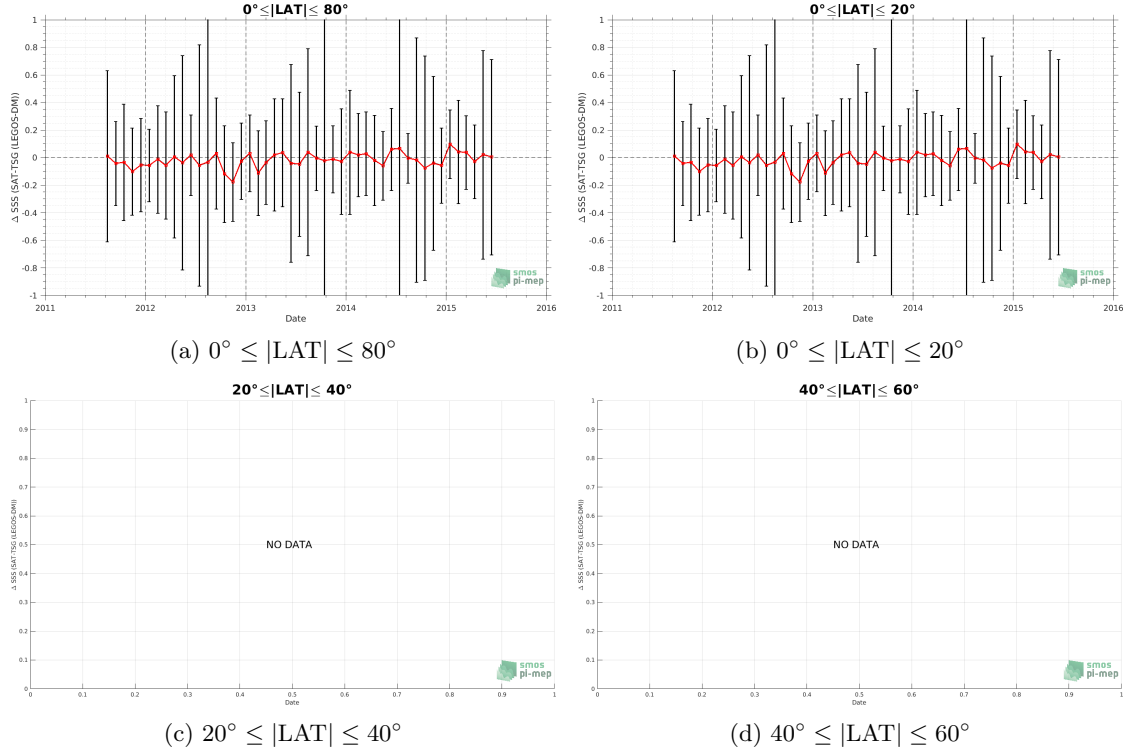 0°≤|LAT|≤ 80°
Δ SSS (SAT-TSG (LEGOS-DM))
1
0.8
0.6
0.4
0.2
0
-0.2
-0.4
-0.6
-0.8
-1
2011 2012 2013 2014 2015 2016
Date
smos
pi-mep
(a) 0° ≤ |LAT| ≤ 80°
0°≤|LAT|≤ 20°
Δ SSS (SAT-TSG (LEGOS-DM))
1
0.8
0.6
0.4
0.2
0
-0.2
-0.4
-0.6
-0.8
-1
2011 2012 2013 2014 2015 2016
Date
smos
pi-mep
(b) 0° ≤ |LAT| ≤ 20°
20°≤|LAT|≤ 40°
Δ SSS (SAT-TSG (LEGOS-DM))
1
0.9
0.8
0.7
0.6
0.5
0.4
0.3
0.2
0.1
0
NO DATA
0 0.1 0.2 0.3 0.4 0.5 0.6 0.7 0.8 0.9 1
Date
smos
pi-mep
(c) 20° ≤ |LAT| ≤ 40°
40°≤|LAT|≤ 60°
Δ SSS (SAT-TSG (LEGOS-DM))
1
0.9
0.8
0.7
0.6
0.5
0.4
0.3
0.2
0.1
0
NO DATA
0 0.1 0.2 0.3 0.4 0.5 0.6 0.7 0.8 0.9 1
Date
smos
pi-mep
(d) 40° ≤ |LAT| ≤ 60°